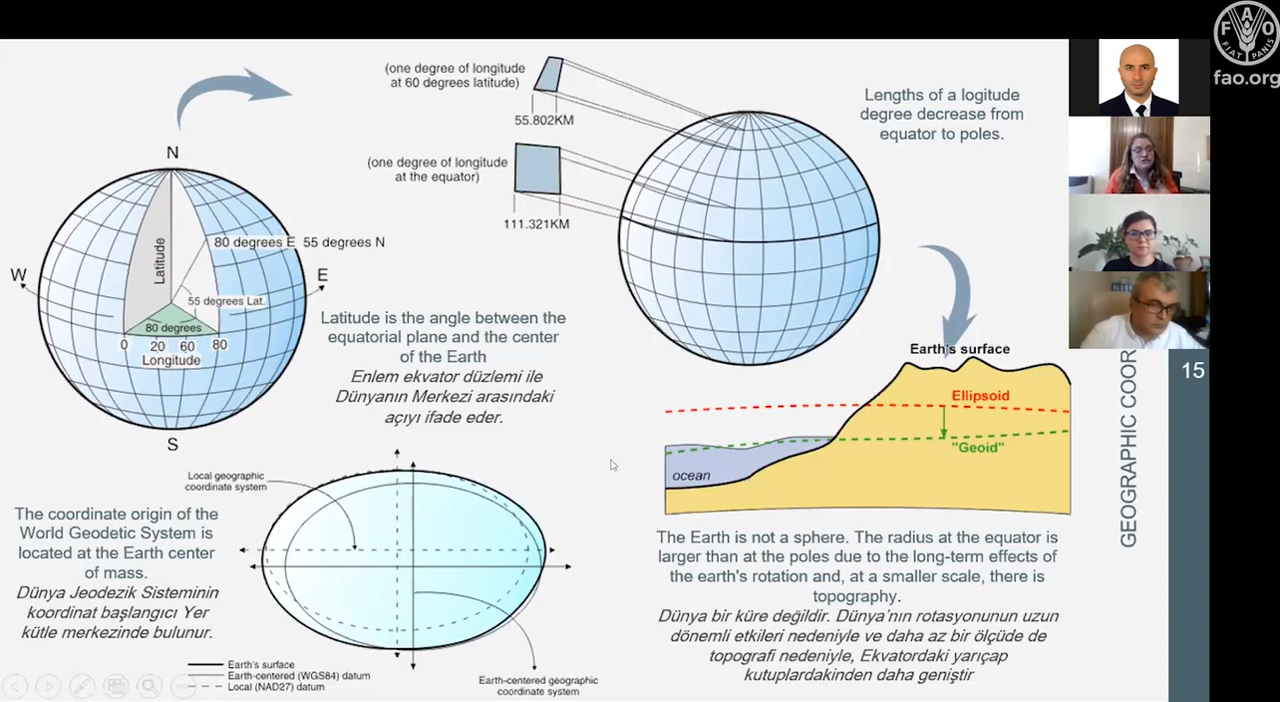 FAO
FIAT PANIS
fao.org
(one degree of longitude
at 60 degrees latitude)
55.802KM
(one degree of longitude
at the equator)
111.321KM
Lengths of a logitude
degree decrease from
equator to poles.
N
W
E
S
Latitude
80 degrees E 55 degrees N
55 degrees Lat.
80 degrees
0 20 60 80
Longitude
Latitude is the angle between the
equatorial plane and the center
of the Earth
Enlem ekvator düzlemi ile
Dünyanın Merkezi arasındaki
açıyı ifade eder.
Earth's surface
Ellipsoid
"Geoid"
ocean
15
GEOGRAPHIC COOR
The coordinate origin of the
World Geodetic System is
located at the Earth center
of mass.
Dünya Jeodezik Sisteminin
koordinat başlangıcı Yer
kütle merkezinde bulunur.
Local geographic
coordinate system
Earth's surface
Earth-centered (WGS84) datum
Local (NAD27) datum
Earth-centered geographic
coordinate system
The Earth is not a sphere. The radius at the equator is
larger than at the poles due to the long-term effects of
the earth's rotation and, at a smaller scale, there is
topography.
Dünya bir küre değildir. Dünya'nın rotasyonunun uzun
dönemli etkileri nedeniyle ve daha az bir ölçüde de
topografi nedeniyle, Ekvatordaki yarıçap
kutuplardakinden daha geniştir